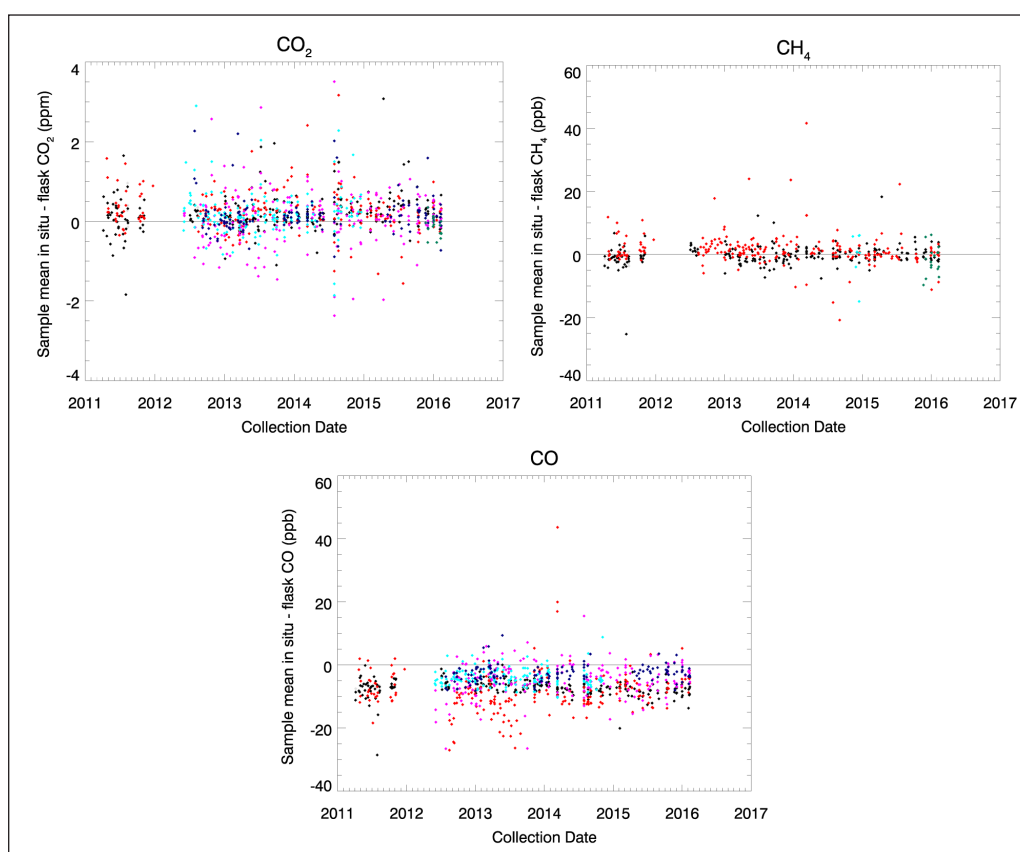 CO2
Sample mean in situ - flask CO2 (ppm)
4
2
0
-2
-4
2011 2012 2013 2014 2015 2016 2017
Collection Date
CH4
Sample mean in situ - flask CH4 (ppb)
60
40
20
0
-20
-40
2011 2012 2013 2014 2015 2016 2017
Collection Date
CO
Sample mean in situ - flask CO (ppb)
60
40
20
0
-20
-40
2011 2012 2013 2014 2015 2016 2017
Collection Date